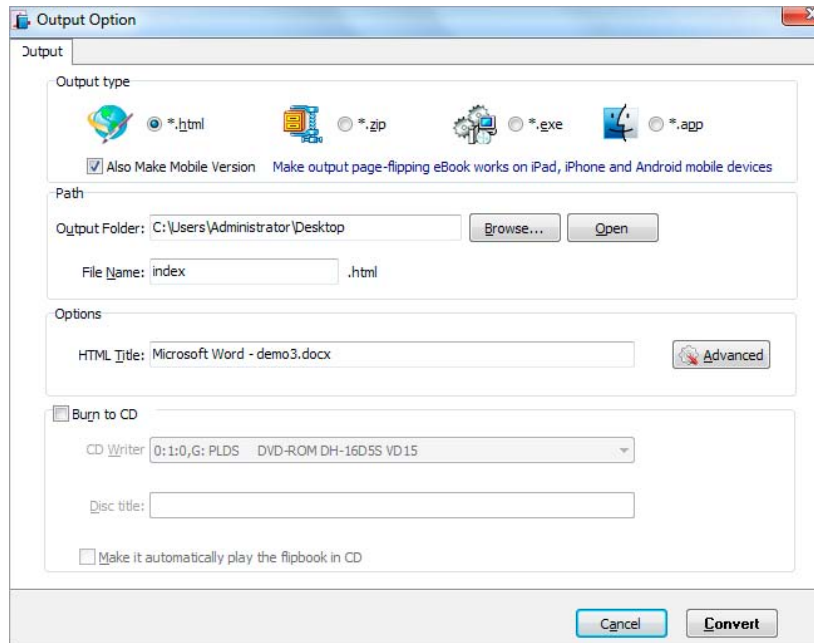 Output Option
Output
Output type
*.html
*.zip
*.exe
*.app
Also Make Mobile Version Make output page-flipping eBook works on iPad, iPhone and Android mobile devices
Path
Output Folder: C:\Users\Administrator\Desktop Browse... Open
File Name: index .html
Options
HTML Title: Microsoft Word - demo3.docx Advanced
Burn to CD
CD Writer 0:1:0,G: PLDS DVD-ROM DH-16D5S VD15
Disc title:
Make it automatically play the flipbook in CD
Cancel Convert